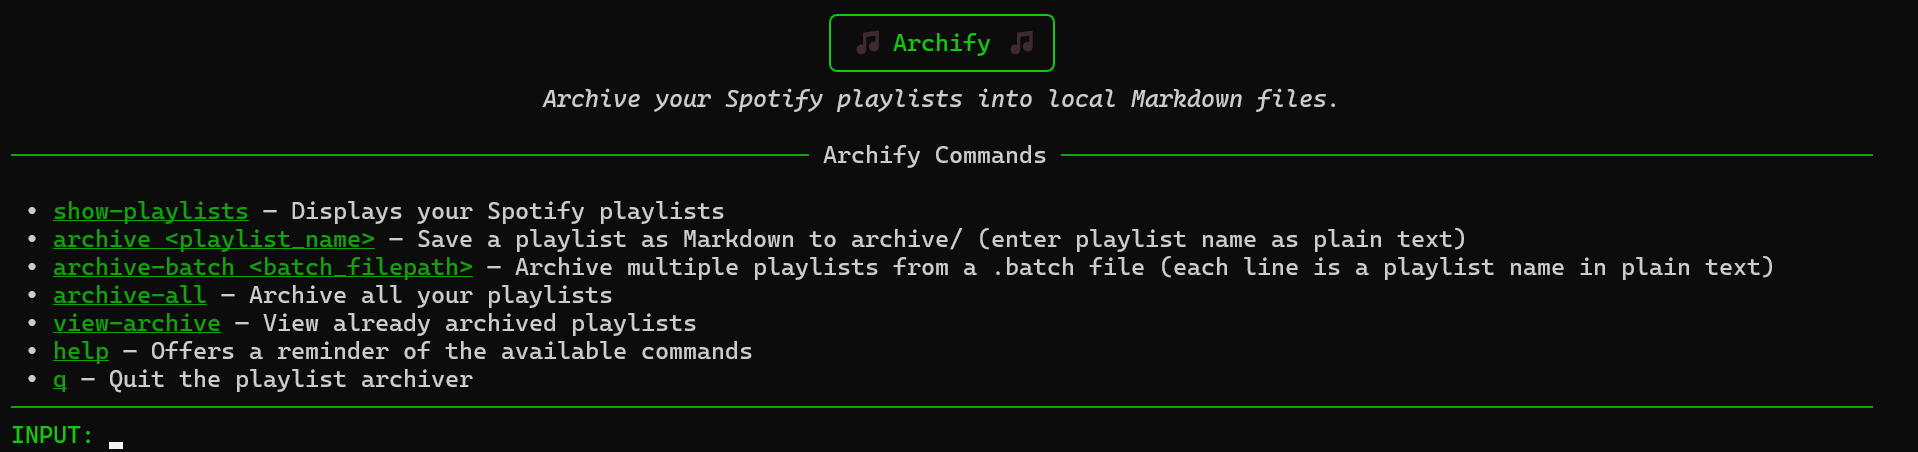 🎵 Archify 🎵
Archive your Spotify playlists into local Markdown files.
Archify Commands
• show-playlists – Displays your Spotify playlists
• archive <playlist_name> – Save a playlist as Markdown to archive/ (enter playlist name as plain text)
• archive-batch <batch_filepath> – Archive multiple playlists from a .batch file (each line is a playlist name in plain text)
• archive-all – Archive all your playlists
• view-archive – View already archived playlists
• help – Offers a reminder of the available commands
• q – Quit the playlist archiver
INPUT: